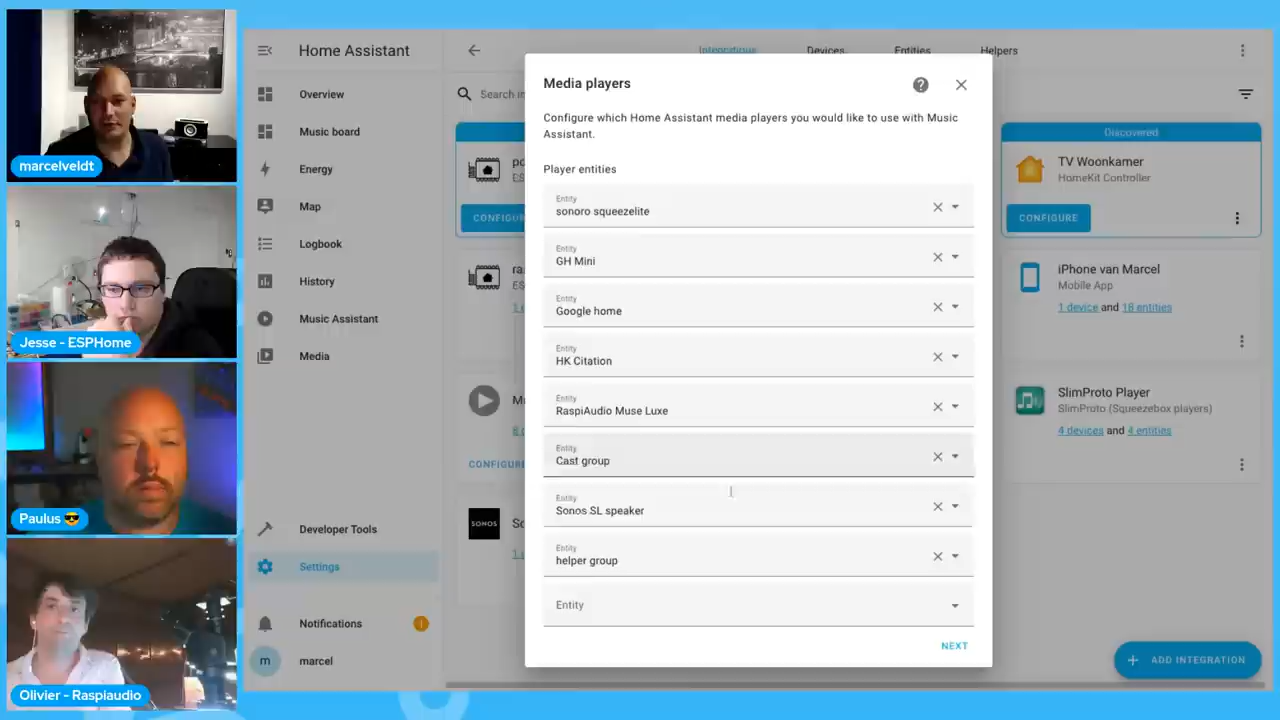 marcelveldt
Jesse - ESPHome
Paulus 😎
Olivier - Raspiaudio
Home Assistant
Overview
Music board
Energy
Map
Logbook
History
Music Assistant
Media
Developer Tools
Settings
Notifications
m
marcel
Integrations
Devices
Entities
Helpers
Search in
CONFIGURE
SONOS
Media players
Configure which Home Assistant media players you would like to use with Music
Assistant.
Player entities
Entity
sonoro squeezelite
Entity
GH Mini
Entity
Google home
Entity
HK Citation
Entity
RaspiAudio Muse Luxe
Entity
Cast group
Entity
Sonos SL speaker
Entity
helper group
Entity
NEXT
Discovered
TV Woonkamer
HomeKit Controller
CONFIGURE
iPhone van Marcel
Mobile App
1 device and 18 entities
SlimProto Player
SlimProto (Squeezebox players)
4 devices and 4 entities
ADD INTEGRATION